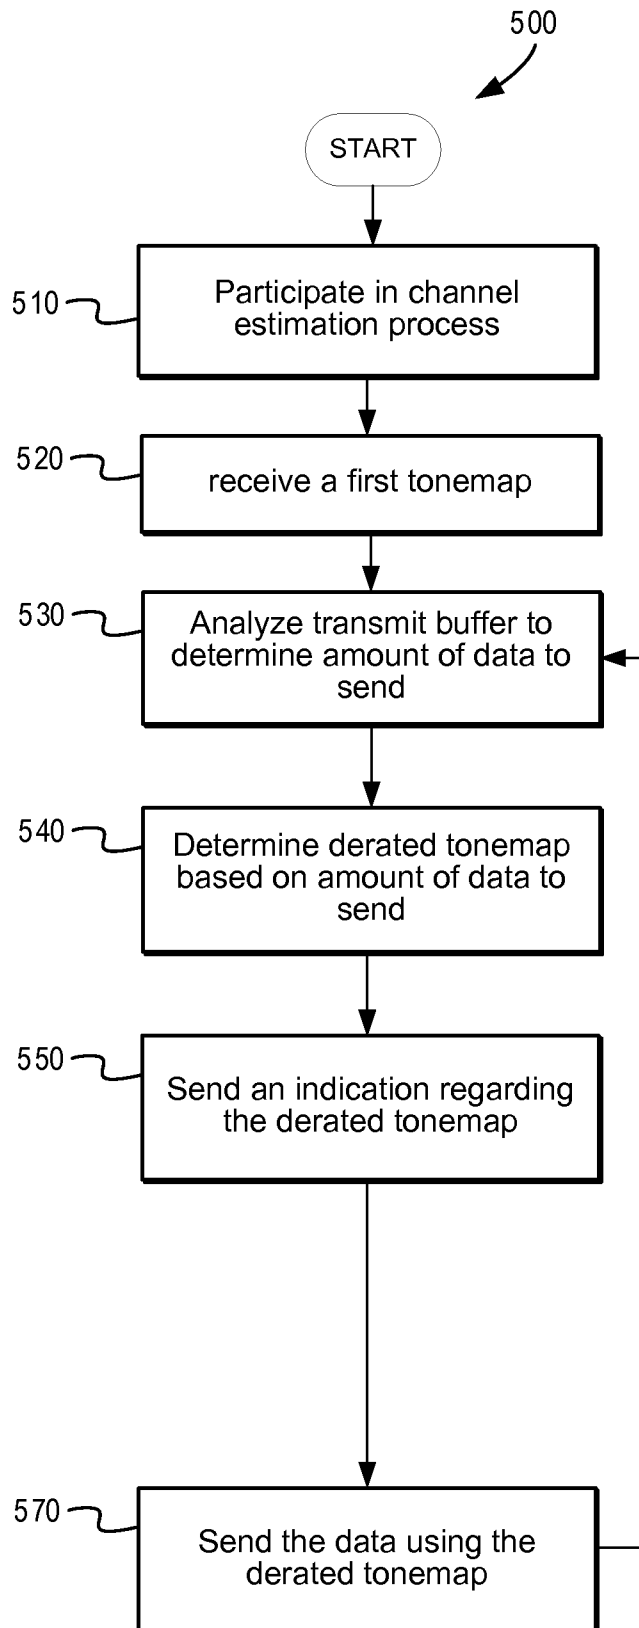 500
START
510
Participate in channel
estimation process
520
receive a first tonemap
530
Analyze transmit buffer to
determine amount of data to
send
540
Determine derated tonemap
based on amount of data to
send
550
Send an indication regarding
the derated tonemap
570
Send the data using the
derated tonemap